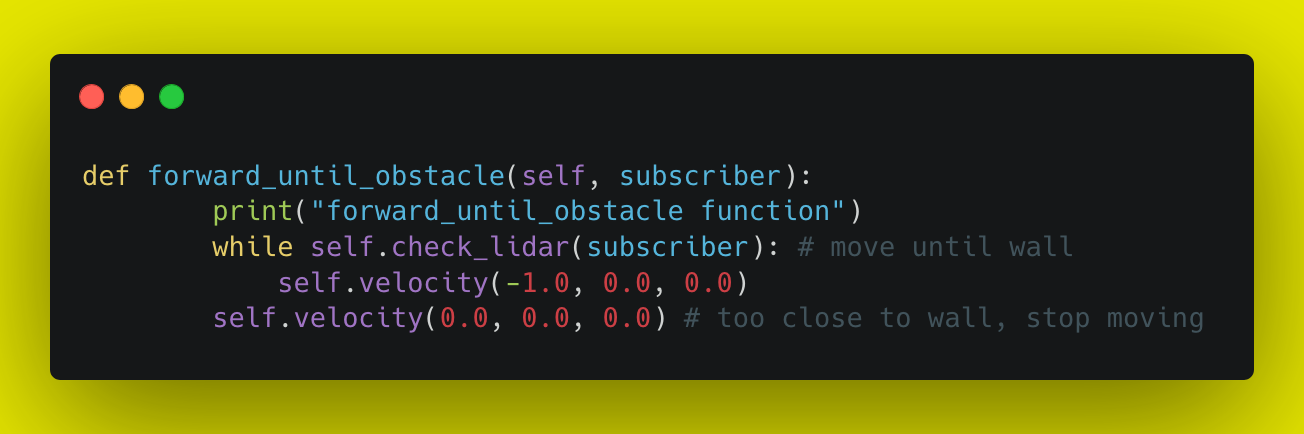 def forward_until_obstacle(self, subscriber):
        print("forward_until_obstacle function")
        while self.check_lidar(subscriber): # move until wall
            self.velocity(-1.0, 0.0, 0.0)
        self.velocity(0.0, 0.0, 0.0) # too close to wall, stop moving